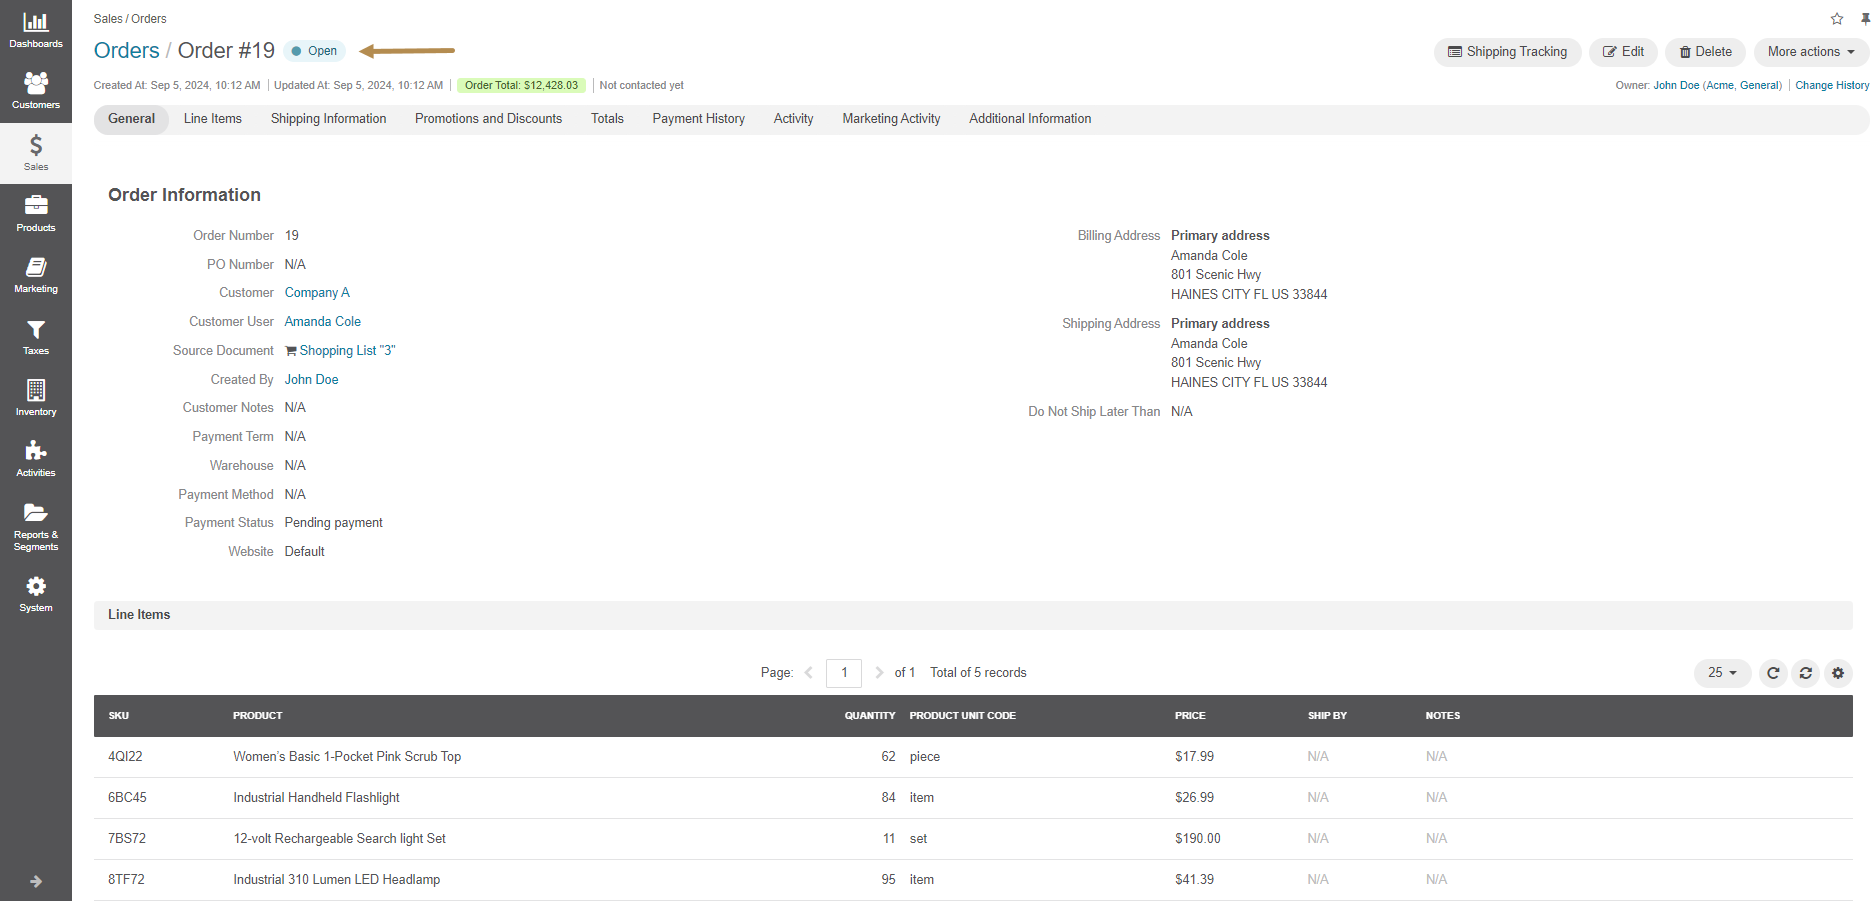 Dashboards
Customers
Sales
Products
Marketing
Taxes
Inventory
Activities
Reports &
Segments
System
Sales / Orders
Orders / Order #19 Open
Shipping Tracking Edit Delete More actions
Created At: Sep 5, 2024, 10:12 AM Updated At: Sep 5, 2024, 10:12 AM Order Total: $12,428.03 Not contacted yet
Owner: John Doe (Acme, General) Change History
General Line Items Shipping Information Promotions and Discounts Totals Payment History Activity Marketing Activity Additional Information
Order Information
Order Number 19
PO Number N/A
Customer Company A
Customer User Amanda Cole
Source Document Shopping List "3"
Created By John Doe
Customer Notes N/A
Payment Term N/A
Warehouse N/A
Payment Method N/A
Payment Status Pending payment
Website Default
Billing Address Primary address
Amanda Cole
801 Scenic Hwy
HAINES CITY FL US 33844
Shipping Address Primary address
Amanda Cole
801 Scenic Hwy
HAINES CITY FL US 33844
Do Not Ship Later Than N/A
Line Items
Page: 1 of 1 Total of 5 records 25
SKU PRODUCT QUANTITY PRODUCT UNIT CODE PRICE SHIP BY NOTES
4QI22 Women's Basic 1-Pocket Pink Scrub Top 62 piece $17.99 N/A N/A
6BC45 Industrial Handheld Flashlight 84 item $26.99 N/A N/A
7BS72 12-volt Rechargeable Search light Set 11 set $190.00 N/A N/A
8TF72 Industrial 310 Lumen LED Headlamp 95 item $41.39 N/A N/A